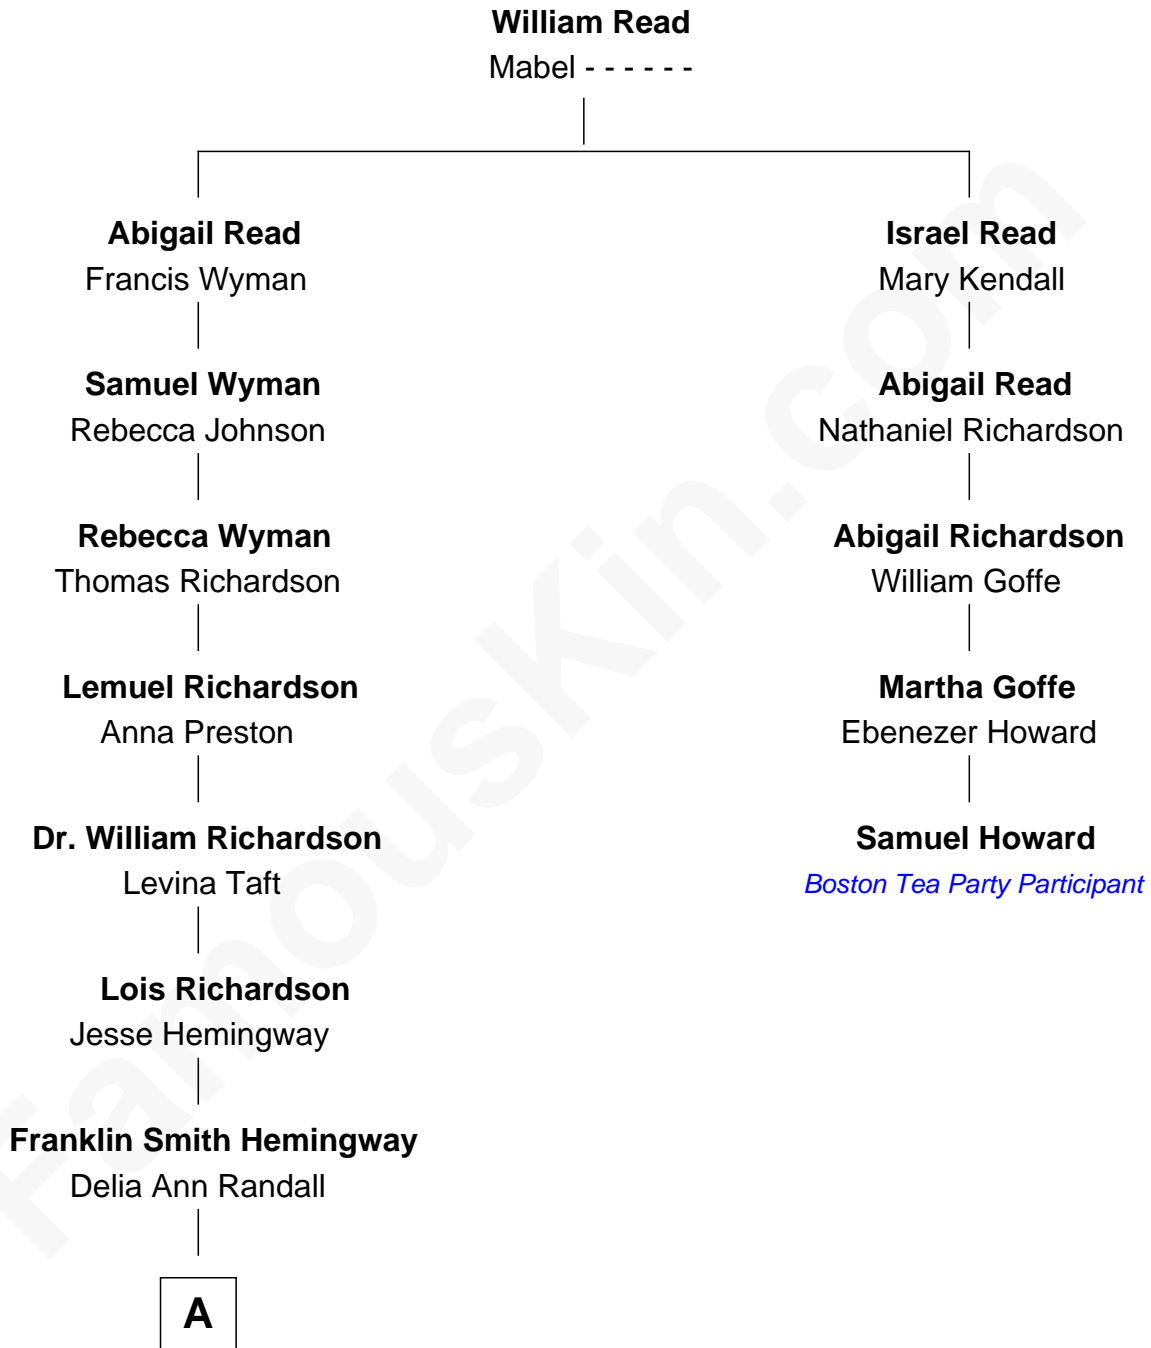 William Read
Mabel - - - - - -
Abigail Read
Francis Wyman
Samuel Wyman
Rebecca Johnson
Rebecca Wyman
Thomas Richardson
Lemuel Richardson
Anna Preston
Dr. William Richardson
Levina Taft
Lois Richardson
Jesse Hemingway
Franklin Smith Hemingway
Delia Ann Randall
A
Israel Read
Mary Kendall
Abigail Read
Nathaniel Richardson
Abigail Richardson
William Goffe
Martha Goffe
Ebenezer Howard
Samuel Howard
Boston Tea Party Participant
FamousKin.com